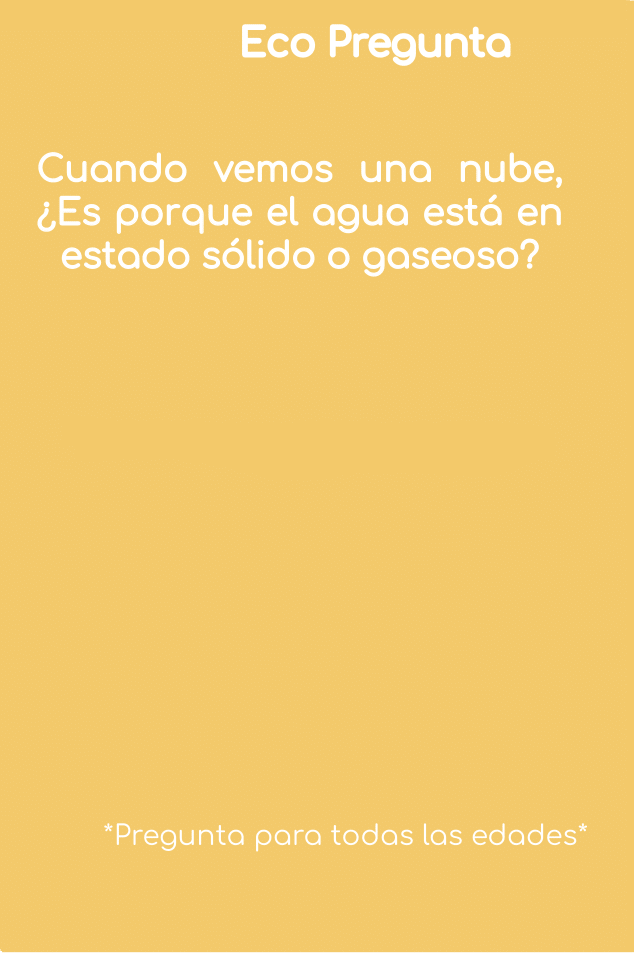 Eco Pregunta
Cuando vemos una nube,
¿Es porque el agua está en
estado sólido o gaseoso?
*Pregunta para todas las edades*